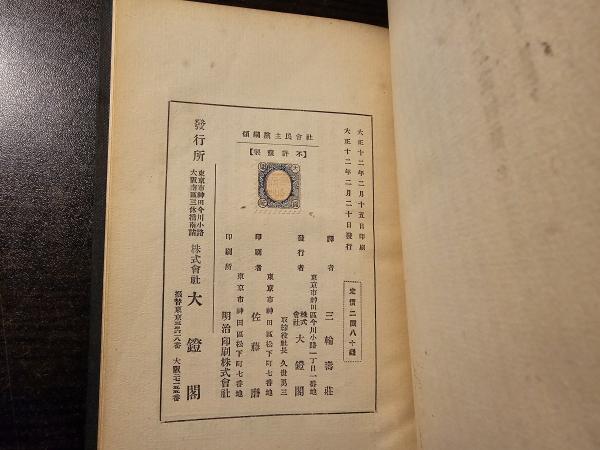 大正十二年二月十五日印刷
大正十二年二月二十日發行
定價二圓八十錢
社會民主黨綱領
【不許複製】
譯者 三輪壽莊
東京市神田區今川小路一丁目一番地
發行者 株式會社 大鐙閣
取締役社長 久世勇三
東京市神田區松下町七番地
印刷者 佐藤
東京市神田區松下町七番地
印刷所 明治印刷株式會社
發行所
東京市神田今川小路
大阪南區三休橋南詰
株式會社 大鐙閣
振替東京 大阪